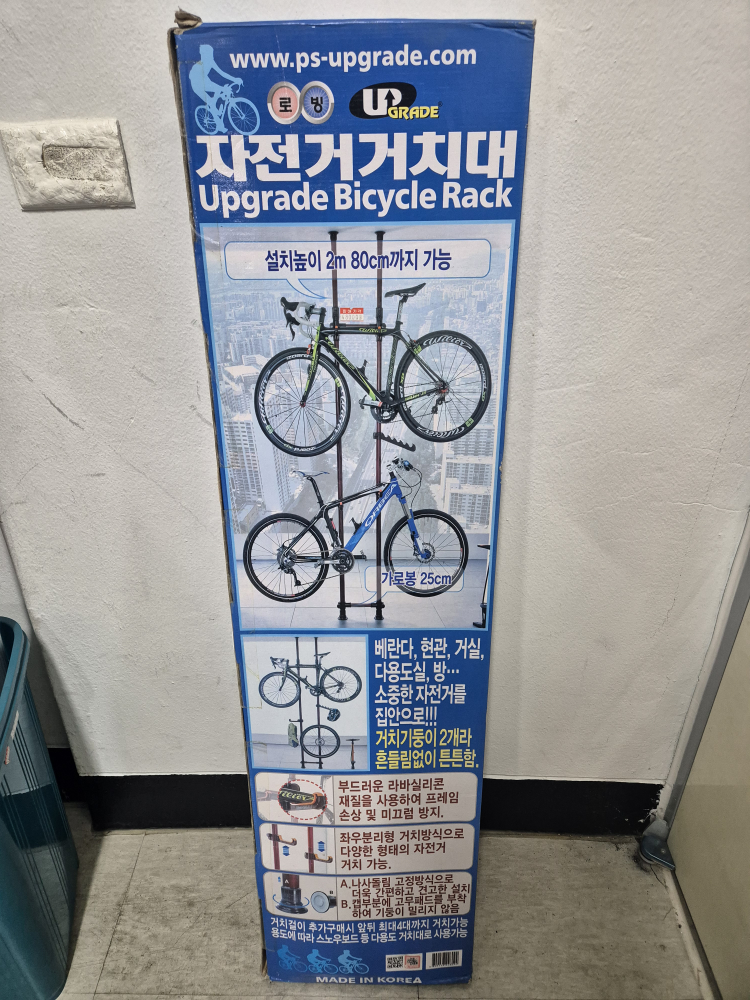 www.ps-upgrade.com
로빙 UPGRADE
자전거거치대
Upgrade Bicycle Rack
설치높이 2m 80cm까지 가능
Wilier
Wilier
ORBEA
가로봉 25cm
베란다, 현관, 거실,
다용도실, 방…
소중한 자전거를
집안으로!!!
거치기둥이 2개라
흔들림없이 튼튼함.
부드러운 라바실리콘
재질을 사용하여 프레임
손상 및 미끄럼 방지.
좌우분리형 거치방식으로
다양한 형태의 자전거
거치 가능.
A
B
A.나사돌림 고정방식으로
더욱 간편하고 견고한 설치
B.캡부분에 고무패드를 부착
하여 기둥이 밀리지 않음
거치걸이 추가구매시 앞뒤 최대4대까지 거치가능
용도에 따라 스노우보드 등 다용도 거치대로 사용가능
MADE IN KOREA